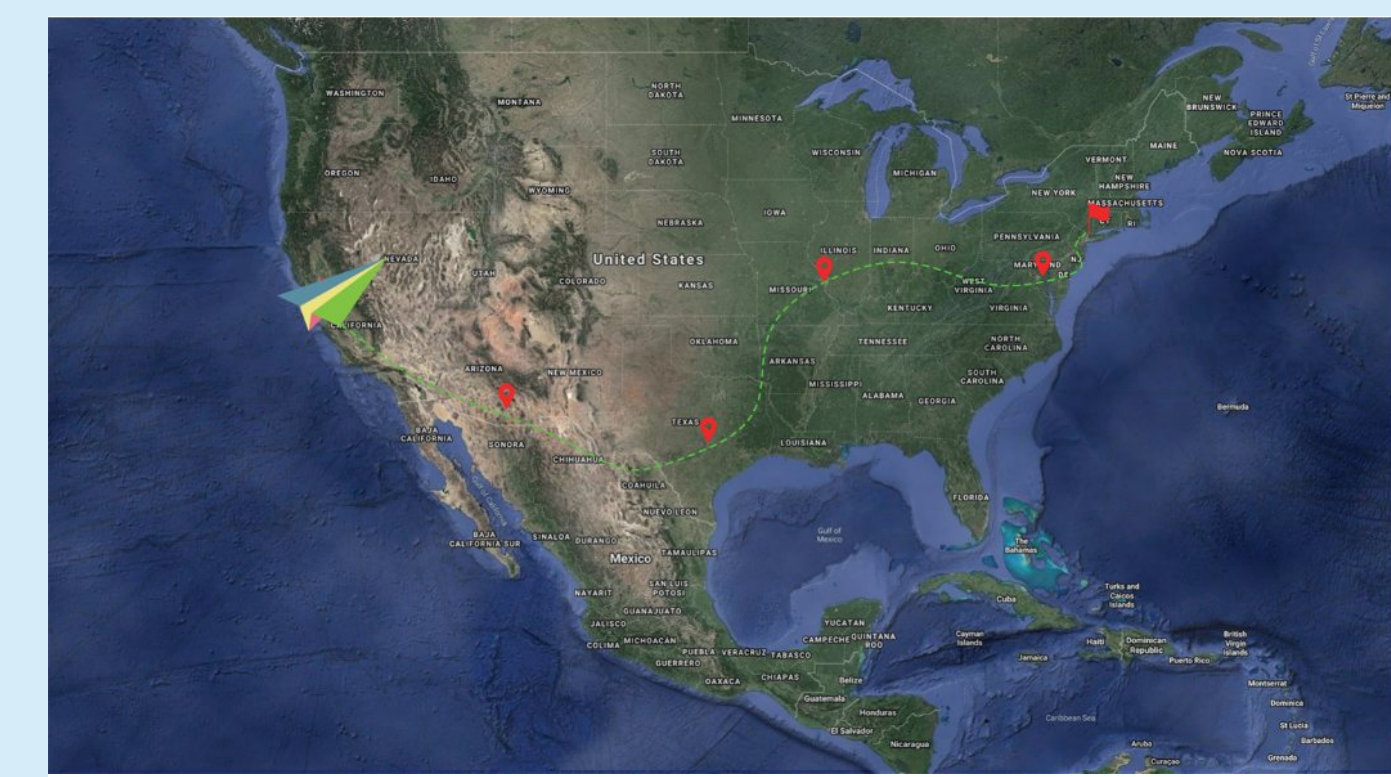 WASHINGTON
MONTANA
NORTH
DAKOTA
MINNESOTA
NEW
BRUNSWICK
PRINCE
EDWARD
ISLAND
St Pierre and
Miquelon
OREGON
IDAHO
SOUTH
DAKOTA
WISCONSIN
MICHIGAN
VERMONT
MAINE
NOVA SCOTIA
WYOMING
NEW YORK
NEW
HAMPSHIRE
MASSACHUSETTS
CT
RI
NEBRASKA
IOWA
PENNSYLVANIA
NEVADA
UTAH
COLORADO
United States
KANSAS
MISSOURI
ILLINOIS
INDIANA
OHIO
WEST
VIRGINIA
NJ
DE
KENTUCKY
VIRGINIA
CALIFORNIA
ARIZONA
NEW MEXICO
OKLAHOMA
ARKANSAS
TENNESSEE
NORTH
CAROLINA
MISSISSIPPI
ALABAMA
GEORGIA
SOUTH
CAROLINA
Bermuda
BAJA
CALIFORNIA
SONORA
CHIHUAHUA
TEXAS
LOUISIANA
COAHUILA
FLORIDA
Gulf of California
NUEVO LEON
BAJA
CALIFORNIA SUR
SINALOA
DURANGO
Mexico
TAMAULIPAS
Gulf of
Mexico
The
Bahamas
NAYARIT
SAN LUIS
POTOSI
Cuba
Turks and
Caicos
Islands
GUANAJUATO
JALISCO
COLIMA
MICHOACAN
PUEBLA
VERACRUZ
TABASCO
YUCATAN
CAMPECHE
QUINTANA
ROO
Cayman
Islands
Haiti
Dominican
Republic
British
Virgin
Islands
GUERRERO
Jamaica
Puerto Rico
OAXACA
CHIAPAS
Belize
Montserrat
Guatemala
Dominica
Honduras
Caribbean Sea
St Lucia
El Salvador
Barbados
Nicaragua
Aruba
Curaçao
Grenada